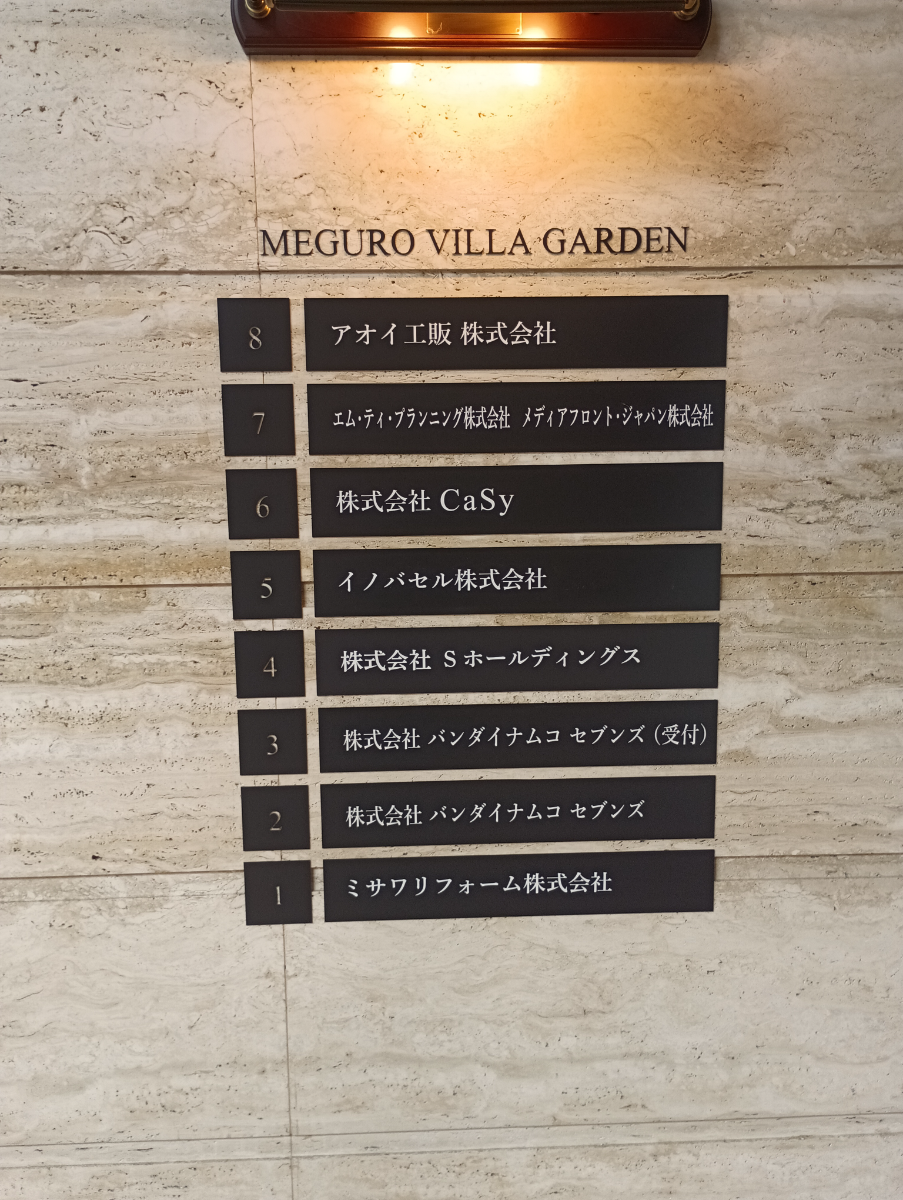 MEGURO VILLA GARDEN
8 アオイ工販 株式会社
7 エム・ティ・プランニング株式会社 メディアフロント・ジャパン株式会社
6 株式会社 CaSy
5 イノバセル株式会社
4 株式会社 Sホールディングス
3 株式会社 バンダイナムコ セブンズ (受付)
2 株式会社 バンダイナムコ セブンズ
1 ミサワリフォーム株式会社